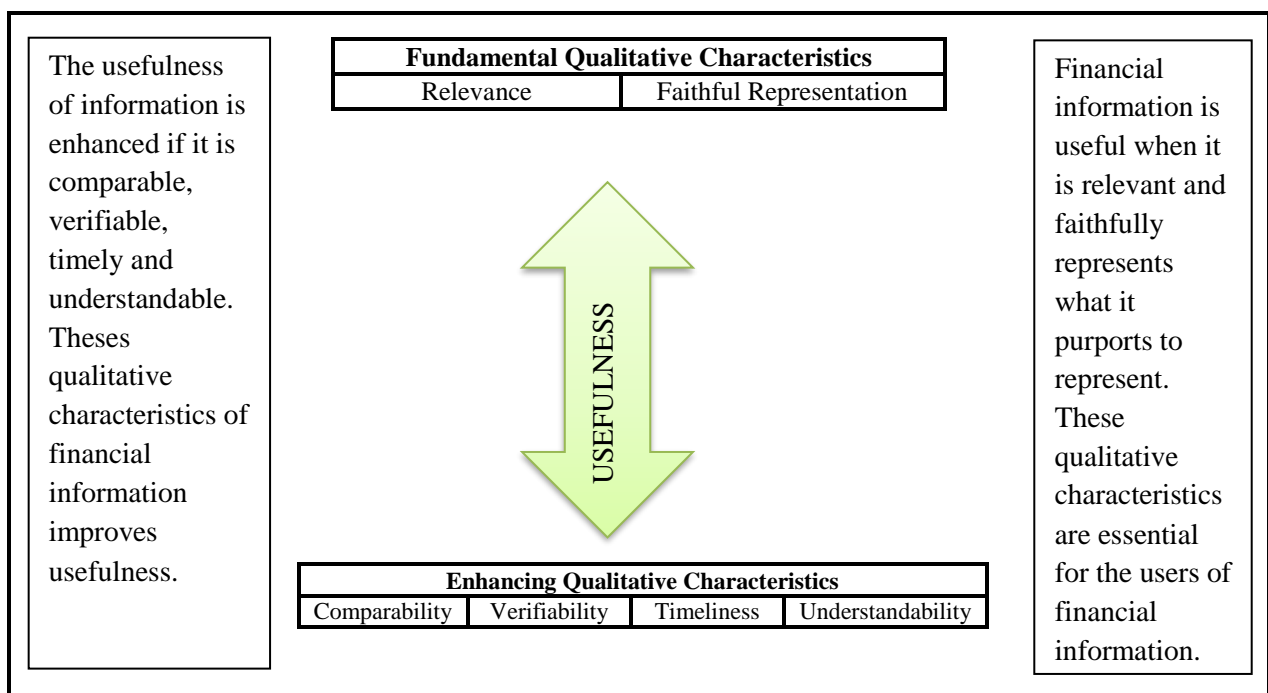 The usefulness
of information is
enhanced if it is
comparable,
verifiable,
timely and
understandable.
Theses
qualitative
characteristics of
financial
information
improves
usefulness.
Fundamental Qualitative Characteristics
Relevance Faithful Representation
USEFULNESS
Enhancing Qualitative Characteristics
Comparability Verifiability Timeliness Understandability
Financial
information is
useful when it
is relevant and
faithfully
represents
what it
purports to
represent.
These
qualitative
characteristics
are essential
for the users of
financial
information.